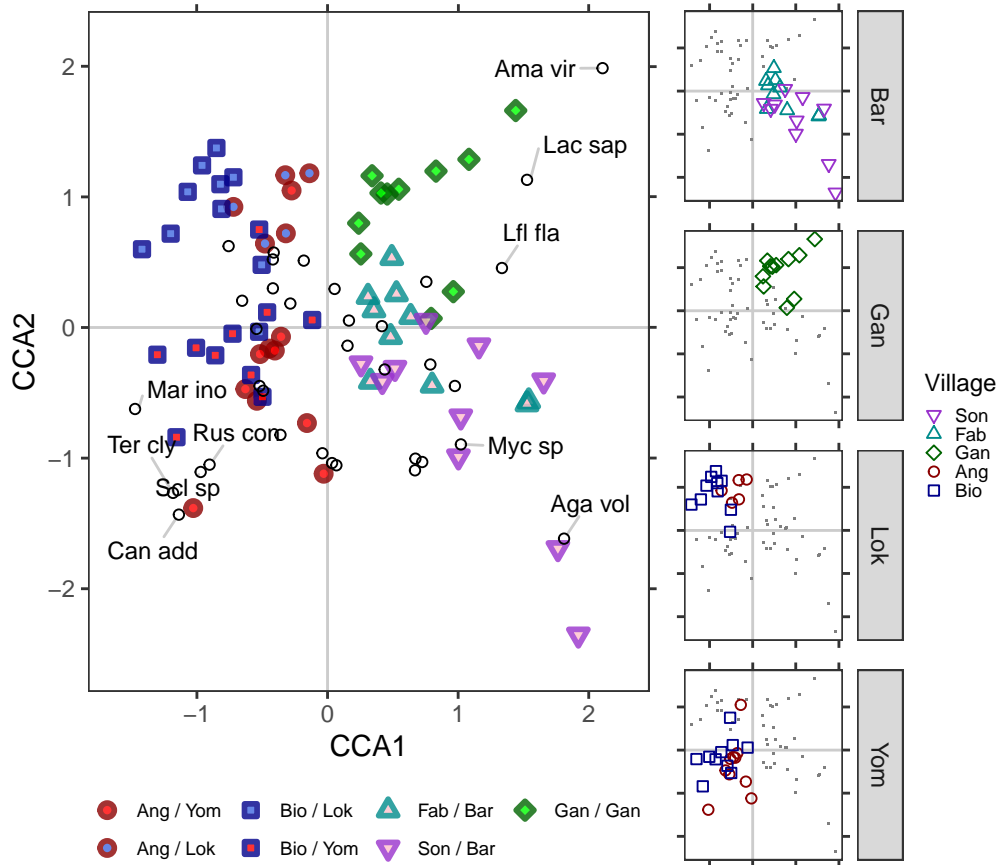 Ama vir
Lac sap
Lfl fla
Mar ino
Ter cly
Rus con
Scl sp
Can add
Myc sp
Aga vol
2
1
0
−1
−2
CCA2
−1
0
1
2
CCA1
Bar
Gan
Lok
Yom
Village
Son
Fab
Gan
Ang
Bio
Ang / Yom
Bio / Lok
Fab / Bar
Gan / Gan
Ang / Lok
Bio / Yom
Son / Bar